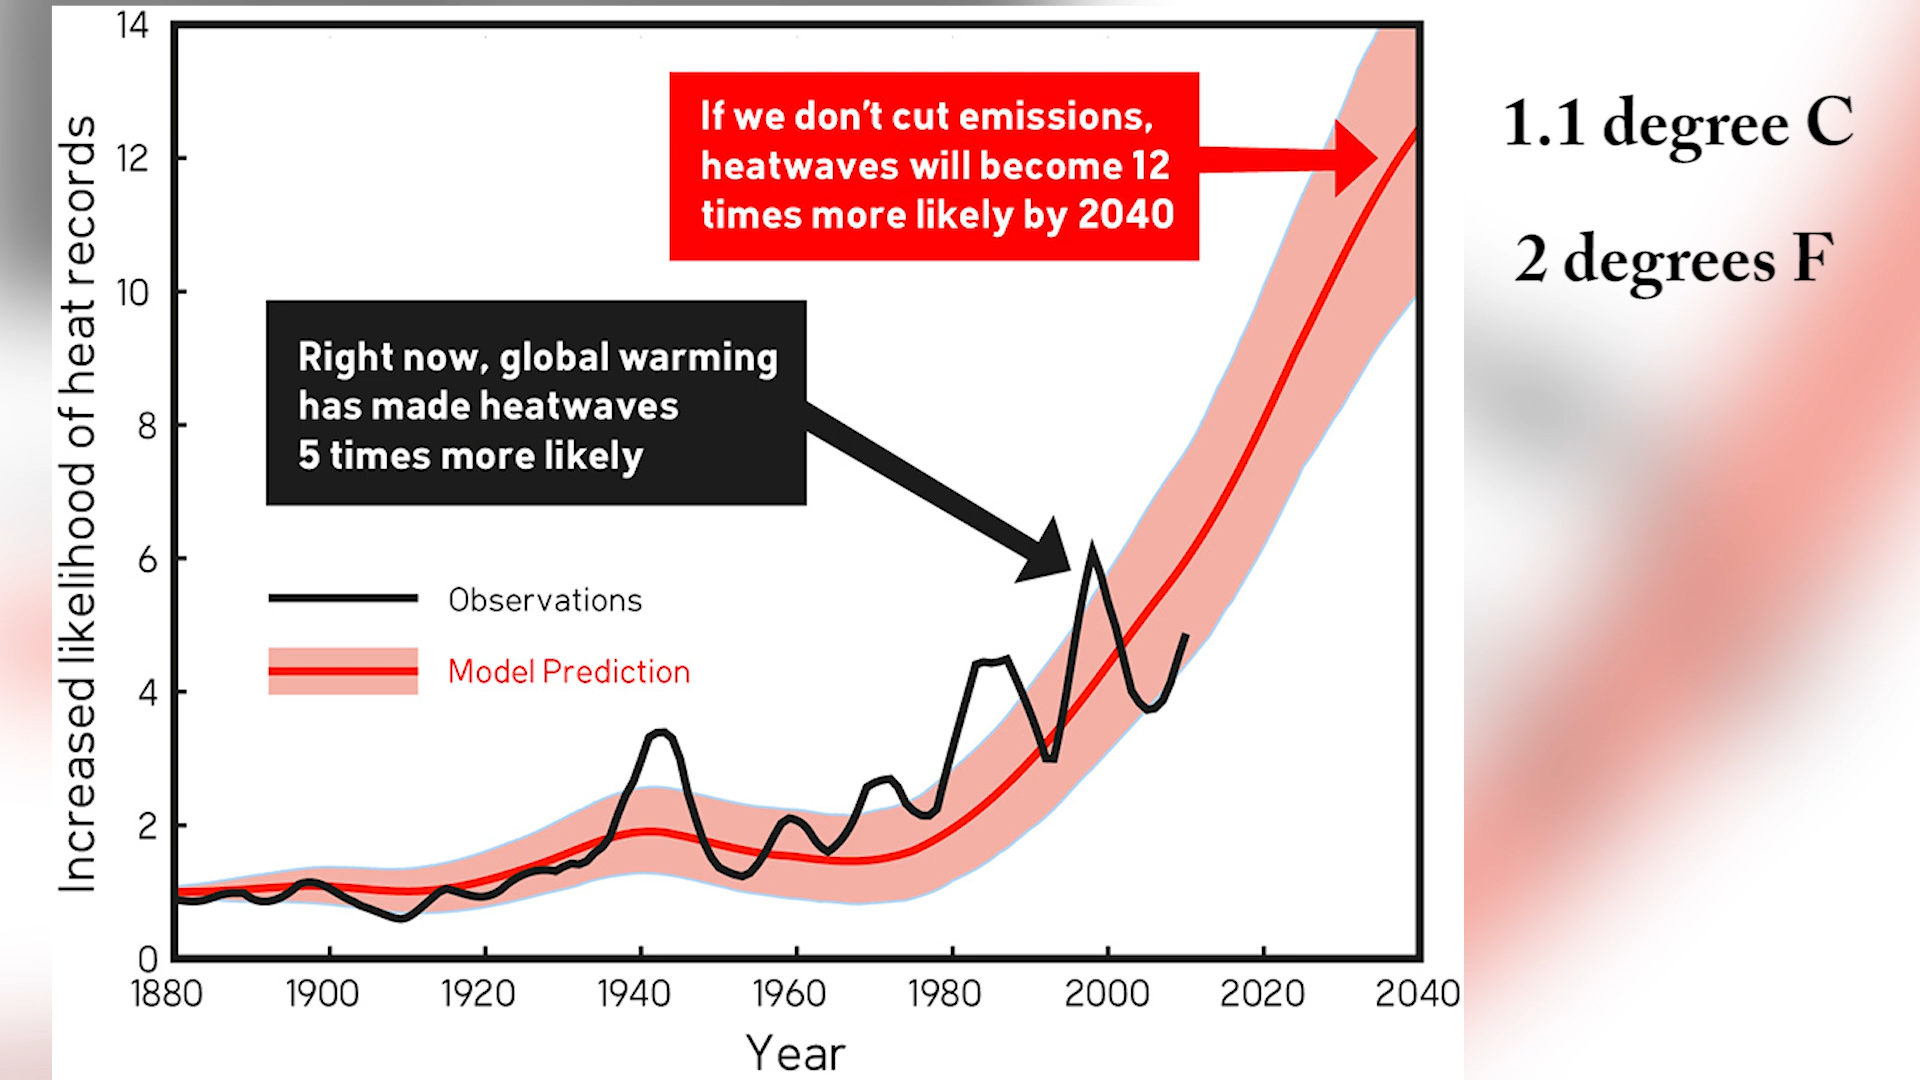 14
12
10
8
6
4
2
0
Increased likelihood of heat records
If we don't cut emissions,
heatwaves will become 12
times more likely by 2040
Right now, global warming
has made heatwaves
5 times more likely
Observations
Model Prediction
1880 1900 1920 1940 1960 1980 2000 2020 2040
Year
1.1 degree C
2 degrees F